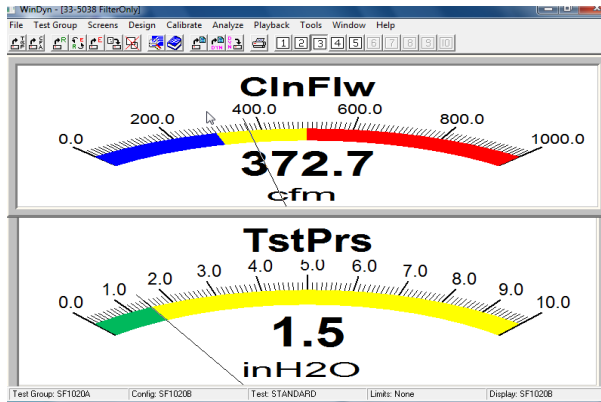 WinDyn - [33-5038 FilterOnly]
File Test Group Screens Design Calibrate Analyze Playback Tools Window Help
1 2 3 4 5 6 7 8 9 10
ClnFlw
0.0 200.0 400.0 600.0 800.0 1000.0
372.7
cfm
TstPrs
0.0 1.0 2.0 3.0 4.0 5.0 6.0 7.0 8.0 9.0 10.0
1.5
inH2O
Test Group: SF1020A Config: SF1020B Test: STANDARD Limits: None Display: SF1020B